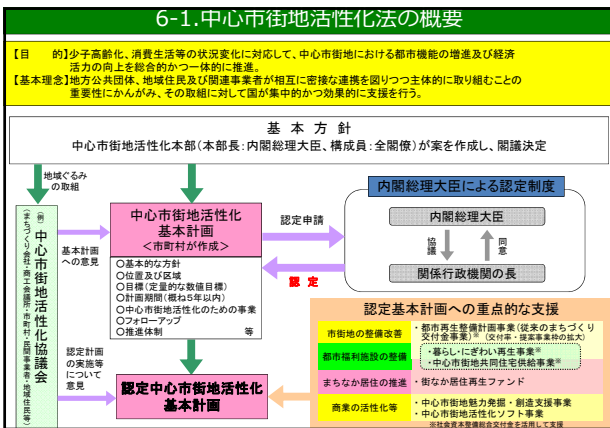 6-1.中心市街地活性化法の概要
【目　　的】少子高齢化、消費生活等の状況変化に対応して、中心市街地における都市機能の増進及び経済
活力の向上を総合的かつ一体的に推進。
【基本理念】地方公共団体、地域住民及び関連事業者が相互に密接な連携を図りつつ主体的に取り組むことの
重要性にかんがみ、その取組に対して国が集中的かつ効果的に支援を行う。
基 本 方 針
中心市街地活性化本部(本部長:内閣総理大臣、構成員:全閣僚)が案を作成し、閣議決定
地域ぐるみ
の取組
中心市街地活性化協議会
(例)
(まちづくり会社・商工会議所・市町村・民間事業者・地域住民等)
基本計画
への意見
認定計画
の実施等
について
意見
中心市街地活性化
基本計画
<市町村が作成>
○基本的な方針
○位置及び区域
○目標(定量的な数値目標)
○計画期間(概ね5年以内)
○中心市街地活性化のための事業
○フォローアップ
○推進体制　　　　　等
認定中心市街地活性化
基本計画
認定申請
認 定
内閣総理大臣による認定制度
内閣総理大臣
協議
同意
関係行政機関の長
認定基本計画への重点的な支援
市街地の整備改善
・都市再生整備計画事業(従来のまちづくり
交付金事業)※ (交付率・提案事業枠の拡大)
都市福利施設の整備
・暮らし・にぎわい再生事業※
・中心市街地共同住宅供給事業※
まちなか居住の推進
・街なか居住再生ファンド
商業の活性化等
・中心市街地魅力発掘・創造支援事業
・中心市街地活性化ソフト事業
※社会資本整備総合交付金を活用して支援